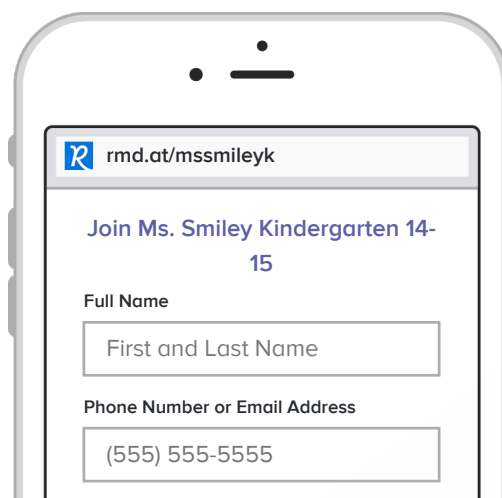 rmd.at/mssmileyk
Join Ms. Smiley Kindergarten 14-
15
Full Name
First and Last Name
Phone Number or Email Address
(555) 555-5555